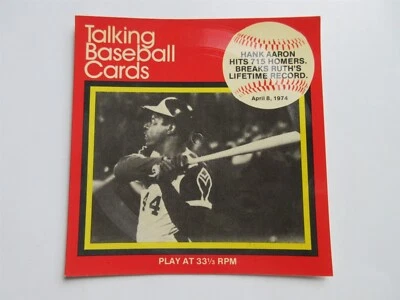 Talking
Baseball
Cards
HANK AARON
HITS 715 HOMERS.
BREAKS RUTH'S
LIFETIME RECORD.
April 8, 1974
44
PLAY AT 33⅓ RPM